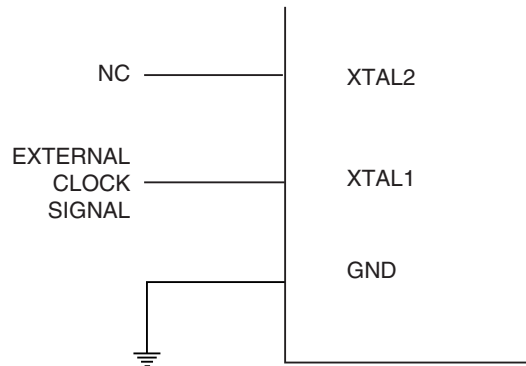 NC
XTAL2
EXTERNAL
CLOCK
SIGNAL
XTAL1
GND